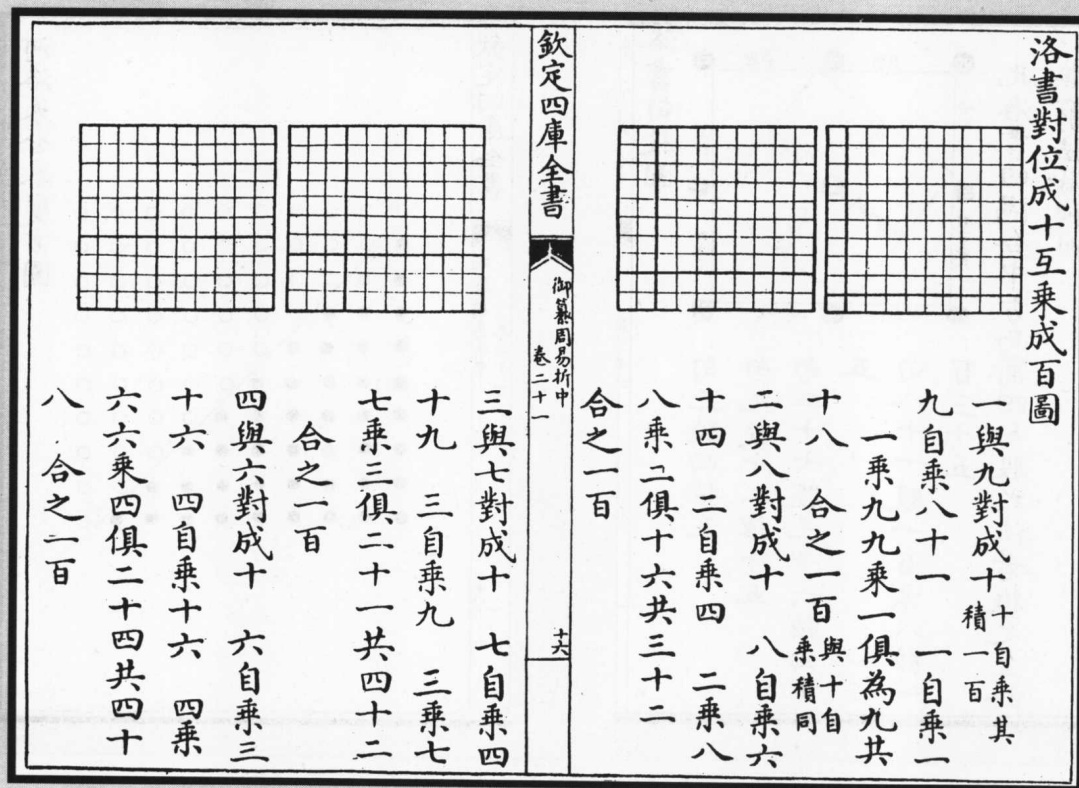 洛書對位成十互乘成百圖
一與九對成十十自乘其積一百
九自乘八十一　一自乘一
一乘九九乘一俱為九共
十八　合之一百與十自乘積同
二與八對成十　八自乘六
十四　二自乘四　二乘八
八乘二俱十六共三十二
合之一百
欽定四庫全書
御纂周易折中
卷二十一
十六
三與七對成十　七自乘四
十九　三自乘九　三乘七
七乘三俱二十一共四十二
合之一百
四與六對成十　六自乘三
十六　四自乘十六　四乘
六六乘四俱二十四共四十
八　合之一百